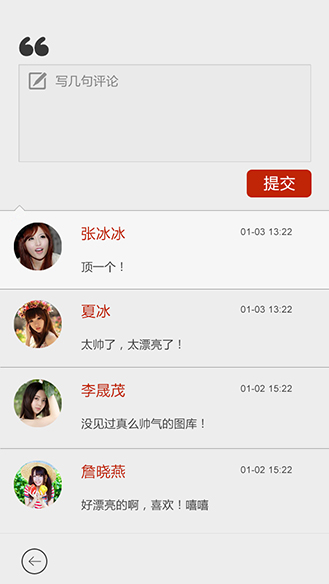 写几句评论
提交
张冰冰 01-03 13:22
顶一个！
夏冰 01-03 13:22
太帅了，太漂亮了！
李晟茂 01-02 15:22
没见过真么帅气的图库！
詹晓燕 01-02 15:22
好漂亮的啊，喜欢！嘻嘻